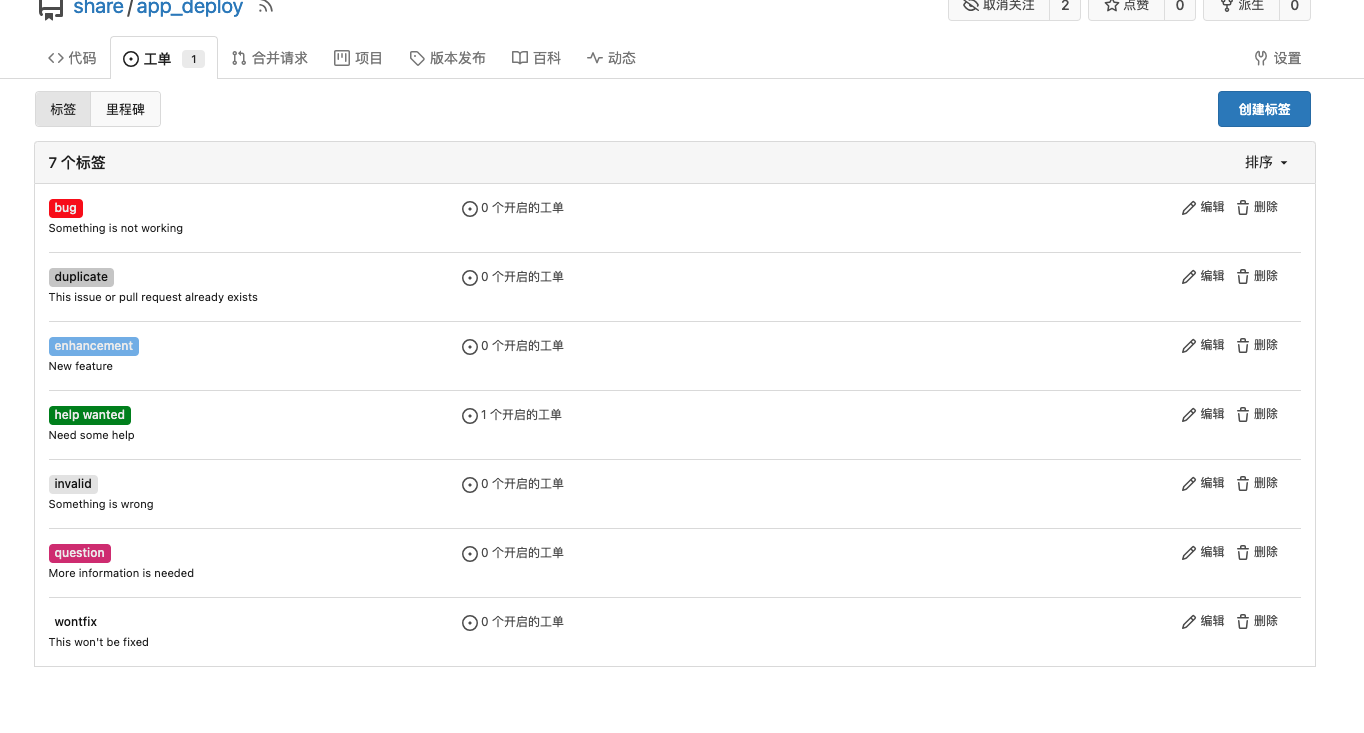 share/app_deploy 取消关注 2 点赞 0 派生 0
代码 工单 1 合并请求 项目 版本发布 百科 动态 设置
标签 里程碑 创建标签
7 个标签 排序
bug 0 个开启的工单 编辑 删除
Something is not working
duplicate 0 个开启的工单 编辑 删除
This issue or pull request already exists
enhancement 0 个开启的工单 编辑 删除
New feature
help wanted 1 个开启的工单 编辑 删除
Need some help
invalid 0 个开启的工单 编辑 删除
Something is wrong
question 0 个开启的工单 编辑 删除
More information is needed
wontfix 0 个开启的工单 编辑 删除
This won't be fixed